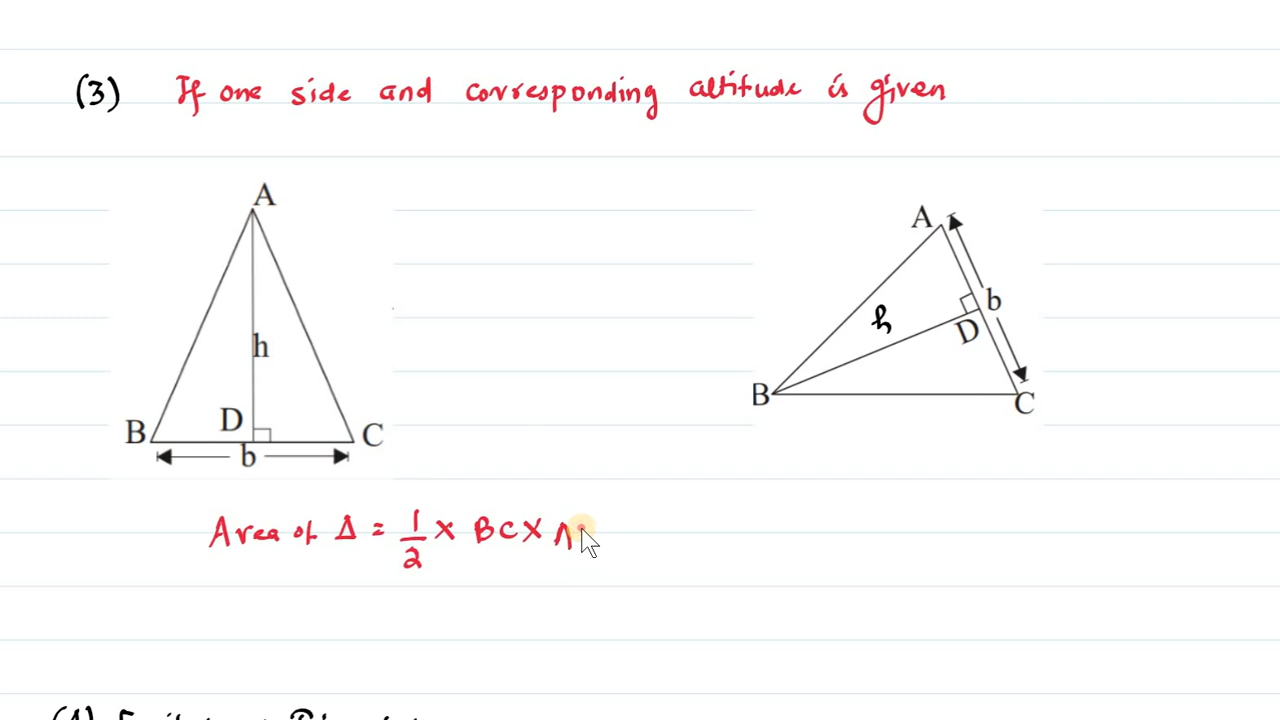 (3) If one side and corresponding altitude is given
A
h
B D C
b
A
b
h
D
B
C
Area of Δ = 1/2 × BC × A